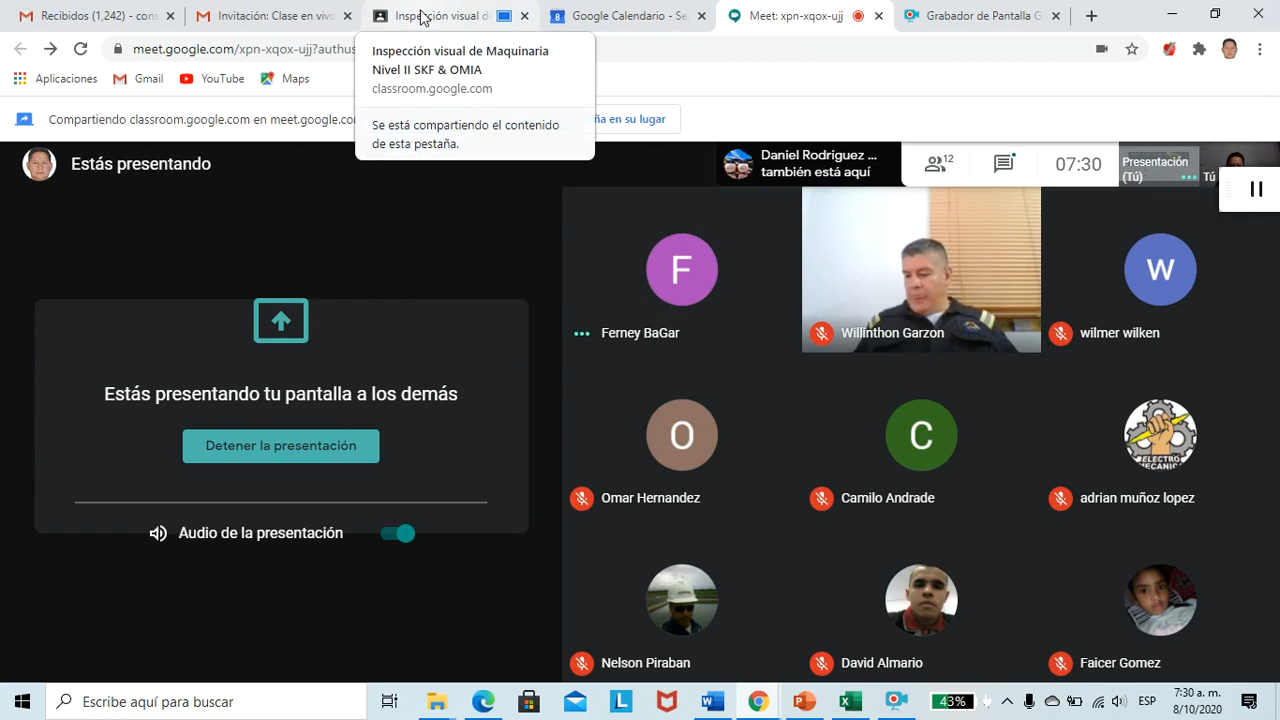 Recibidos (1,242) - con
Invitación: Clase en vivo
Inspección visual de
Google Calendario - Se
Meet: xpn-xqox-ujj
Grabador de Pantalla G
meet.google.com/xpn-xqox-ujj?authus
Aplicaciones
Gmail
YouTube
Maps
Inspección visual de Maquinaria
Nivel II SKF & OMIA
classroom.google.com
Se está compartiendo el contenido
de esta pestaña.
Compartiendo classroom.google.com en meet.google.com
ña en su lugar
Estás presentando
Daniel Rodriguez ...
también está aquí
12
07:30
Presentación
(Tú)
Tú
F
Ferney BaGar
Willinthon Garzon
W
wilmer wilken
Estás presentando tu pantalla a los demás
Detener la presentación
Audio de la presentación
O
Omar Hernandez
C
Camilo Andrade
ELECTRO
MECANICA
adrian muñoz lopez
Nelson Piraban
David Almario
Faicer Gomez
Escribe aquí para buscar
43%
ESP
7:30 a. m.
8/10/2020